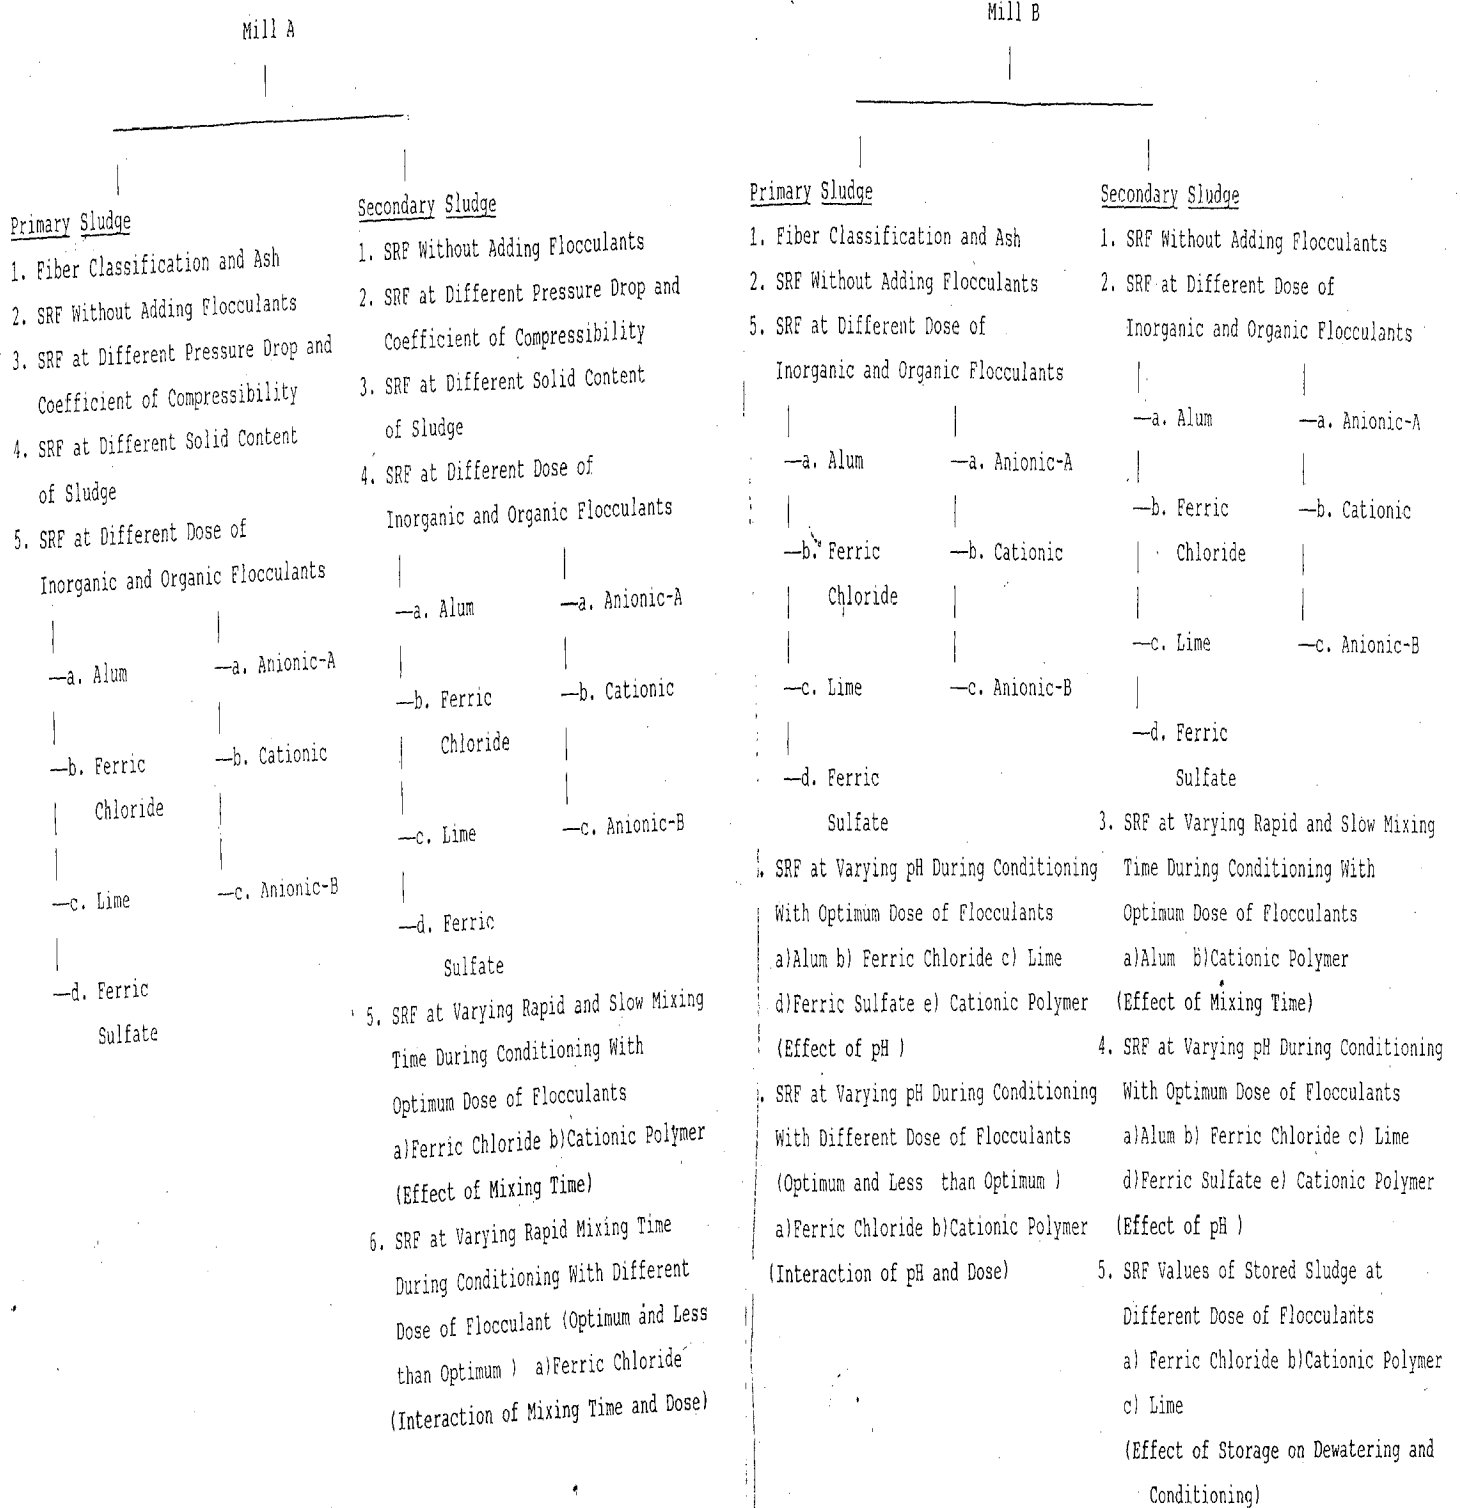 Mill A
Primary Sludge
1. Fiber Classification and Ash
2. SRF Without Adding Flocculants
3. SRF at Different Pressure Drop and
Coefficient of Compressibility
4. SRF at Different Solid Content
of Sludge
5. SRF at Different Dose of
Inorganic and Organic Flocculants
—a. Alum —a. Anionic-A
—b. Ferric —b. Cationic
Chloride
—c. Lime —c. Anionic-B
—d. Ferric
Sulfate
Secondary Sludge
1. SRF Without Adding Flocculants
2. SRF at Different Pressure Drop and
Coefficient of Compressibility
3. SRF at Different Solid Content
of Sludge
4. SRF at Different Dose of
Inorganic and Organic Flocculants
—a. Alum —a. Anionic-A
—b. Ferric —b. Cationic
Chloride
—c. Lime —c. Anionic-B
—d. Ferric
Sulfate
5. SRF at Varying Rapid and Slow Mixing
Time During Conditioning With
Optimum Dose of Flocculants
a)Ferric Chloride b)Cationic Polymer
(Effect of Mixing Time)
6. SRF at Varying Rapid Mixing Time
During Conditioning With Different
Dose of Flocculant (Optimum and Less
than Optimum ) a)Ferric Chloride
(Interaction of Mixing Time and Dose)
Mill B
Primary Sludge
1. Fiber Classification and Ash
2. SRF Without Adding Flocculants
5. SRF at Different Dose of
Inorganic and Organic Flocculants
—a. Alum —a. Anionic-A
—b. Ferric —b. Cationic
Chloride
—c. Lime —c. Anionic-B
—d. Ferric
Sulfate
. SRF at Varying pH During Conditioning
With Optimum Dose of Flocculants
a)Alum b) Ferric Chloride c) Lime
d)Ferric Sulfate e) Cationic Polymer
(Effect of pH )
. SRF at Varying pH During Conditioning
With Different Dose of Flocculants
(Optimum and Less than Optimum )
a)Ferric Chloride b)Cationic Polymer
(Interaction of pH and Dose)
Secondary Sludge
1. SRF Without Adding Flocculants
2. SRF at Different Dose of
Inorganic and Organic Flocculants
—a. Alum —a. Anionic-A
—b. Ferric —b. Cationic
Chloride
—c. Lime —c. Anionic-B
—d. Ferric
Sulfate
3. SRF at Varying Rapid and Slow Mixing
Time During Conditioning With
Optimum Dose of Flocculants
a)Alum b)Cationic Polymer
(Effect of Mixing Time)
4. SRF at Varying pH During Conditioning
With Optimum Dose of Flocculants
a)Alum b) Ferric Chloride c) Lime
d)Ferric Sulfate e) Cationic Polymer
(Effect of pH )
5. SRF Values of Stored Sludge at
Different Dose of Flocculants
a) Ferric Chloride b)Cationic Polymer
c) Lime
(Effect of Storage on Dewatering and
Conditioning)